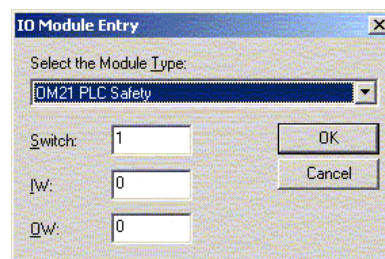 IO Module Entry
Select the Module Type:
OM21 PLC Safety
Switch: 1
OK
IW: 0
Cancel
OW: 0